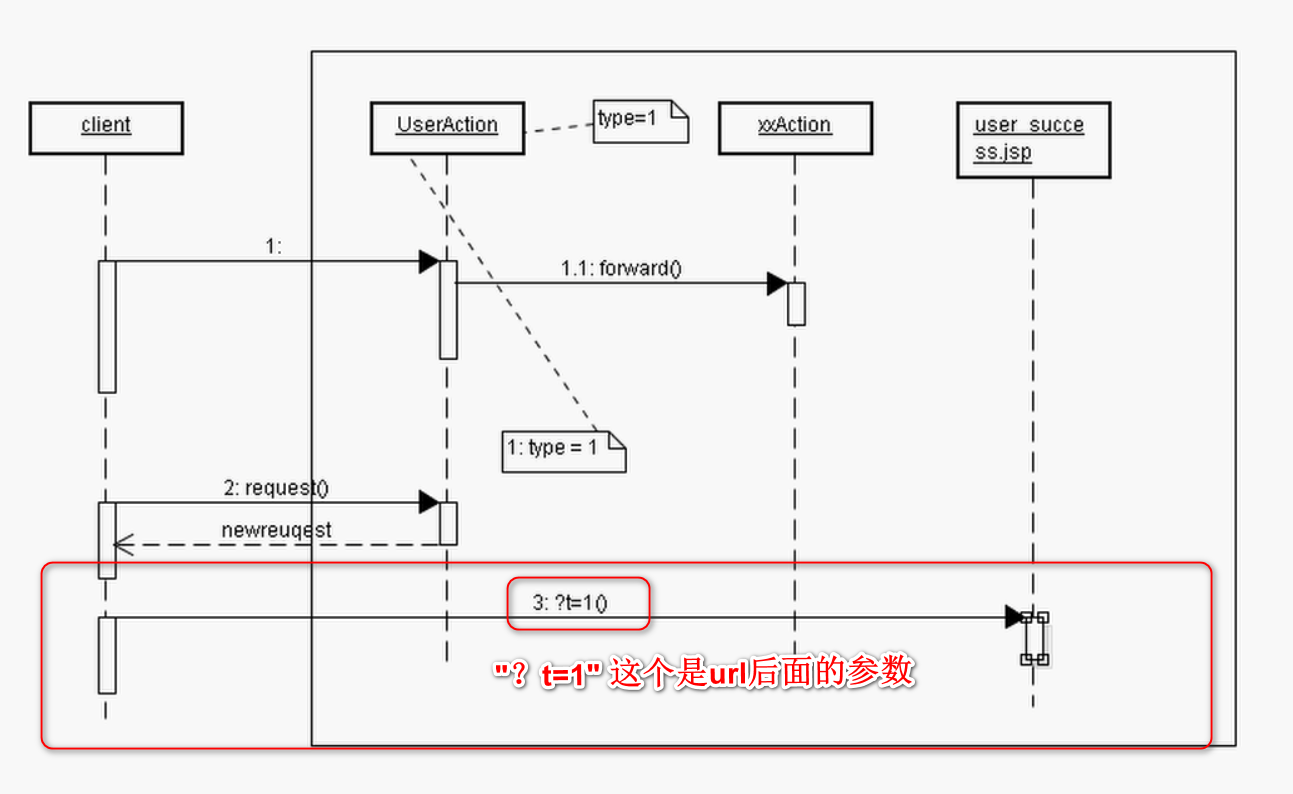 client
UserAction
type=1
xxAction
user_succe
ss.jsp
1:
1.1: forward()
1: type = 1
2: request()
newreuqest
3: ?t=1()
"？t=1" 这个是url后面的参数